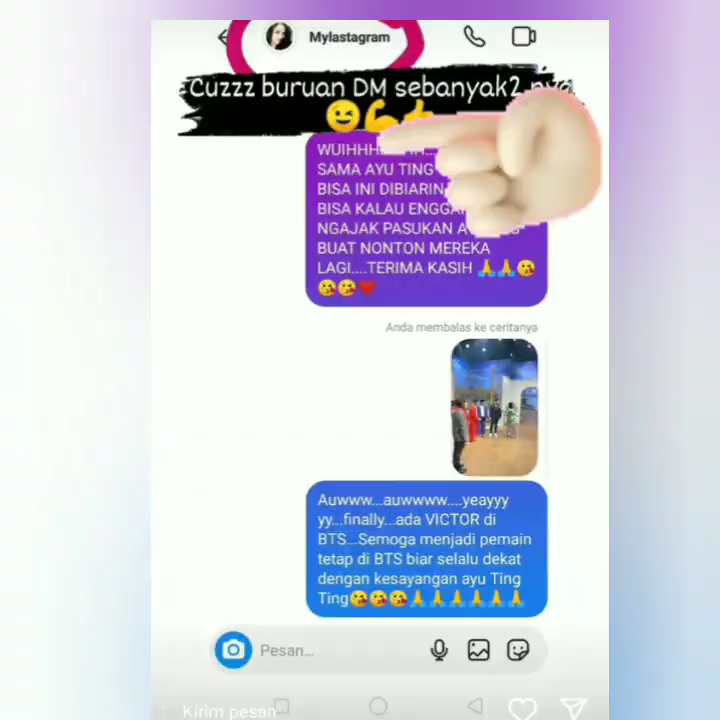 Mylastagram
Cuzzz buruan DM sebanyak2 nya
SAMA AYU TING
BISA INI DIBIARIN
BISA KALAU
NGAJAK PASUKAN
BUAT NONTON MEREKA
LAGI....TERIMA KASIH 🙏🙏😘
😘😘❤️
Anda membalas ke ceritanya
Auwww...auwwww....yeayyy
yy...finally...ada VICTOR di
BTS...Semoga menjadi pemain
tetap di BTS biar selalu dekat
dengan kesayangan ayu Ting
Ting😘😘😘🙏🙏🙏🙏🙏🙏
Pesan...
Kirim pesan